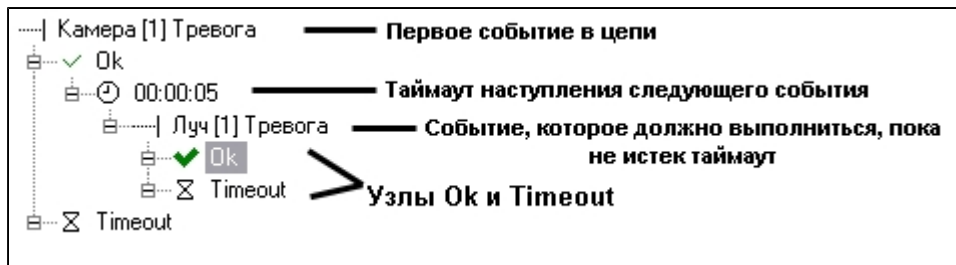 Камера [1] Тревога Первое событие в цепи
Ok
00:00:05 Таймаут наступления следующего события
Луч [1] Тревога Событие, которое должно выполниться, пока
Ok не истек таймаут
Timeout Узлы Ok и Timeout
Timeout